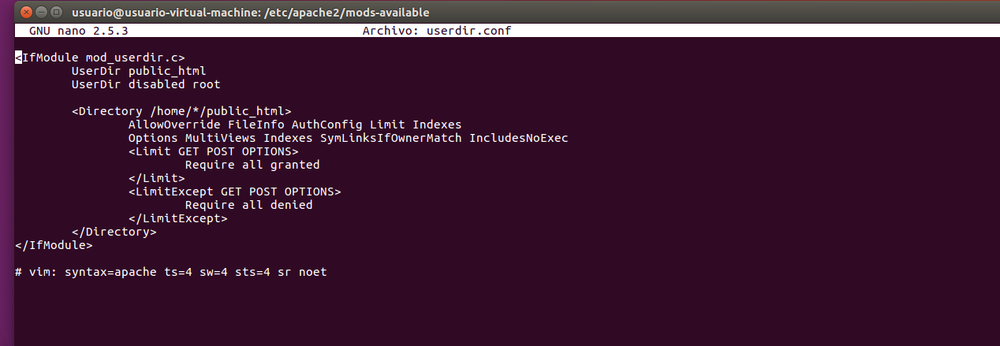 usuario@usuario-virtual-machine: /etc/apache2/mods-available
GNU nano 2.5.3 Archivo: userdir.conf
<IfModule mod_userdir.c>
UserDir public_html
UserDir disabled root
<Directory /home/*/public_html>
AllowOverride FileInfo AuthConfig Limit Indexes
Options MultiViews Indexes SymLinksIfOwnerMatch IncludesNoExec
<Limit GET POST OPTIONS>
Require all granted
</Limit>
<LimitExcept GET POST OPTIONS>
Require all denied
</LimitExcept>
</Directory>
</IfModule>
# vim: syntax=apache ts=4 sw=4 sts=4 sr noet